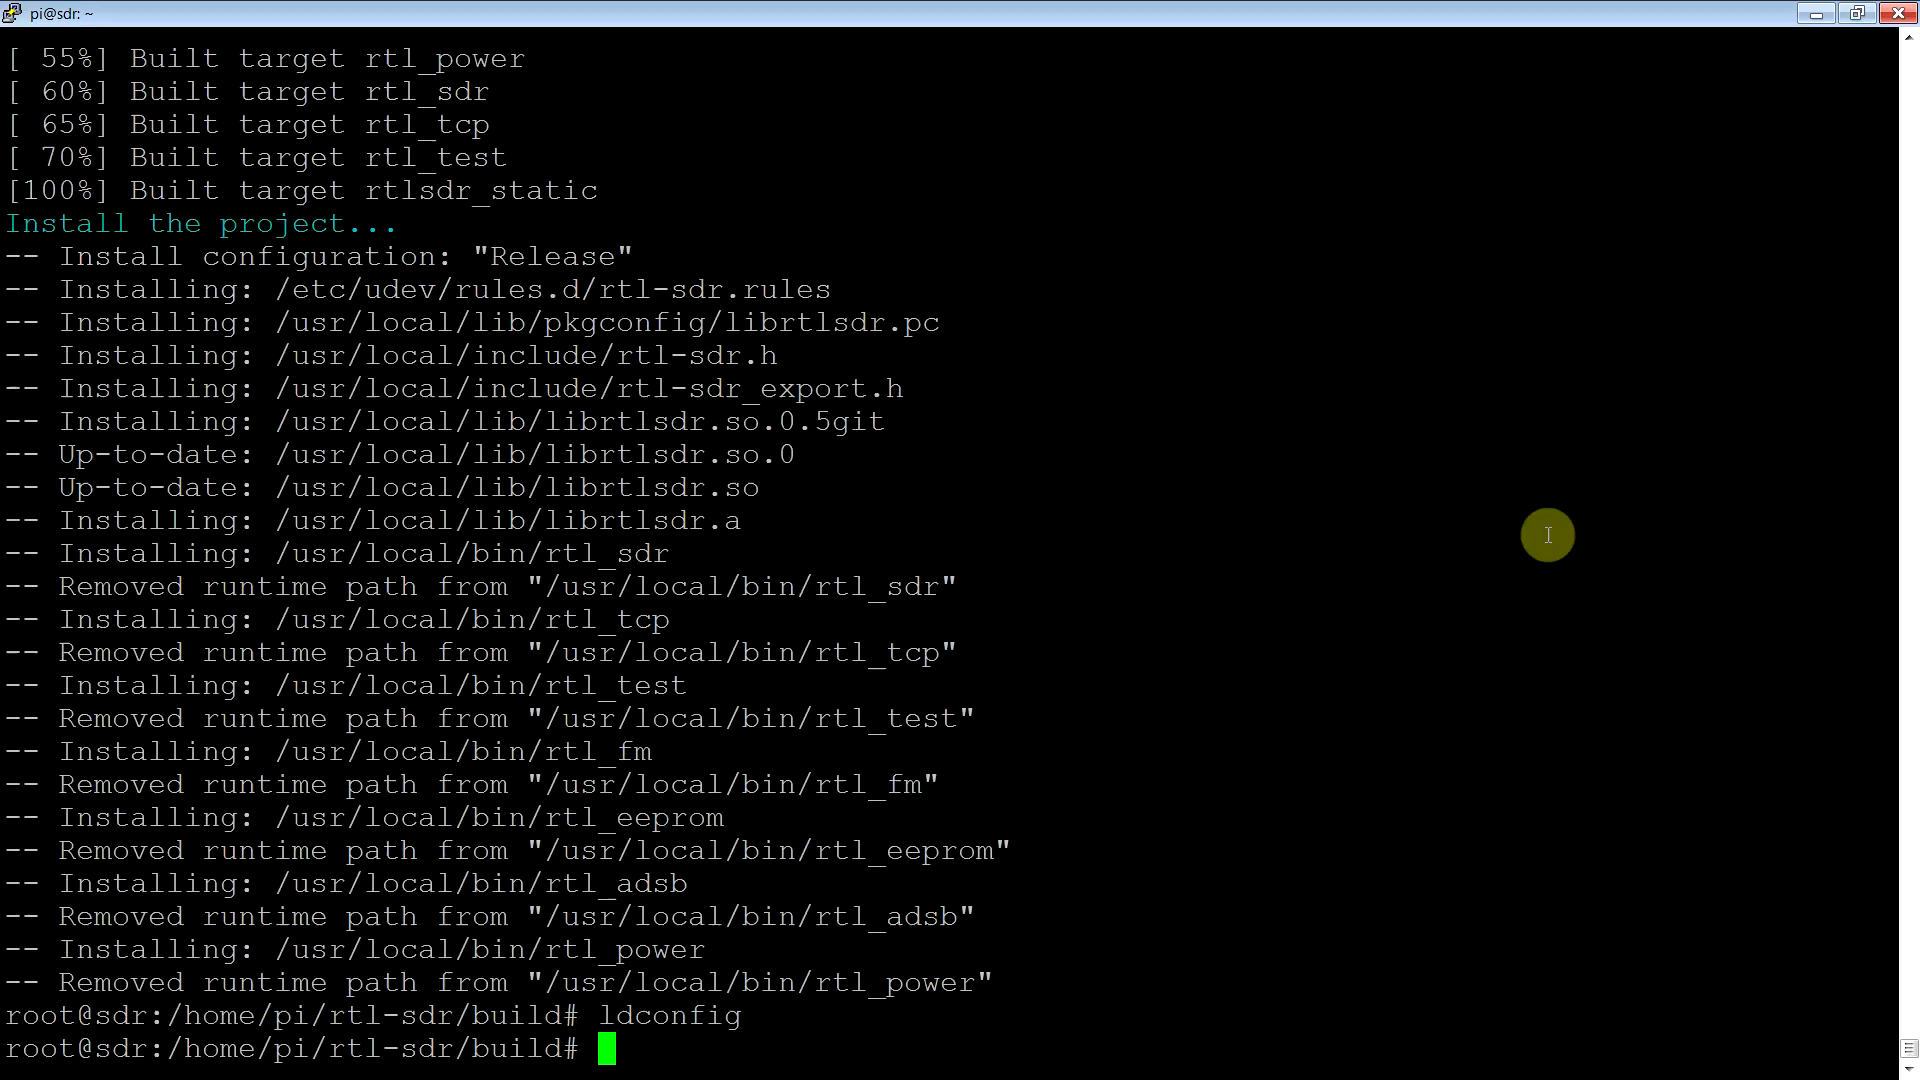 pi@sdr: ~
[ 55%] Built target rtl_power
[ 60%] Built target rtl_sdr
[ 65%] Built target rtl_tcp
[ 70%] Built target rtl_test
[100%] Built target rtlsdr_static
Install the project...
-- Install configuration: "Release"
-- Installing: /etc/udev/rules.d/rtl-sdr.rules
-- Installing: /usr/local/lib/pkgconfig/librtlsdr.pc
-- Installing: /usr/local/include/rtl-sdr.h
-- Installing: /usr/local/include/rtl-sdr_export.h
-- Installing: /usr/local/lib/librtlsdr.so.0.5git
-- Up-to-date: /usr/local/lib/librtlsdr.so.0
-- Up-to-date: /usr/local/lib/librtlsdr.so
-- Installing: /usr/local/lib/librtlsdr.a
-- Installing: /usr/local/bin/rtl_sdr
-- Removed runtime path from "/usr/local/bin/rtl_sdr"
-- Installing: /usr/local/bin/rtl_tcp
-- Removed runtime path from "/usr/local/bin/rtl_tcp"
-- Installing: /usr/local/bin/rtl_test
-- Removed runtime path from "/usr/local/bin/rtl_test"
-- Installing: /usr/local/bin/rtl_fm
-- Removed runtime path from "/usr/local/bin/rtl_fm"
-- Installing: /usr/local/bin/rtl_eeprom
-- Removed runtime path from "/usr/local/bin/rtl_eeprom"
-- Installing: /usr/local/bin/rtl_adsb
-- Removed runtime path from "/usr/local/bin/rtl_adsb"
-- Installing: /usr/local/bin/rtl_power
-- Removed runtime path from "/usr/local/bin/rtl_power"
root@sdr:/home/pi/rtl-sdr/build# ldconfig
root@sdr:/home/pi/rtl-sdr/build#